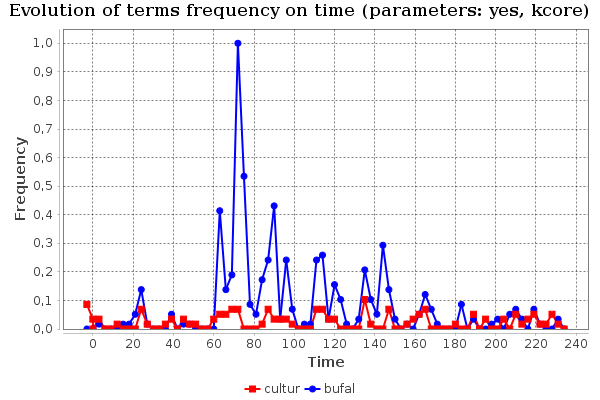 Evolution of terms frequency on time (parameters: yes, kcore)
1,0
0,9
0,8
0,7
0,6
0,5
0,4
0,3
0,2
0,1
0,0
Frequency
0 20 40 60 80 100 120 140 160 180 200 220 240
Time
cultur bufal